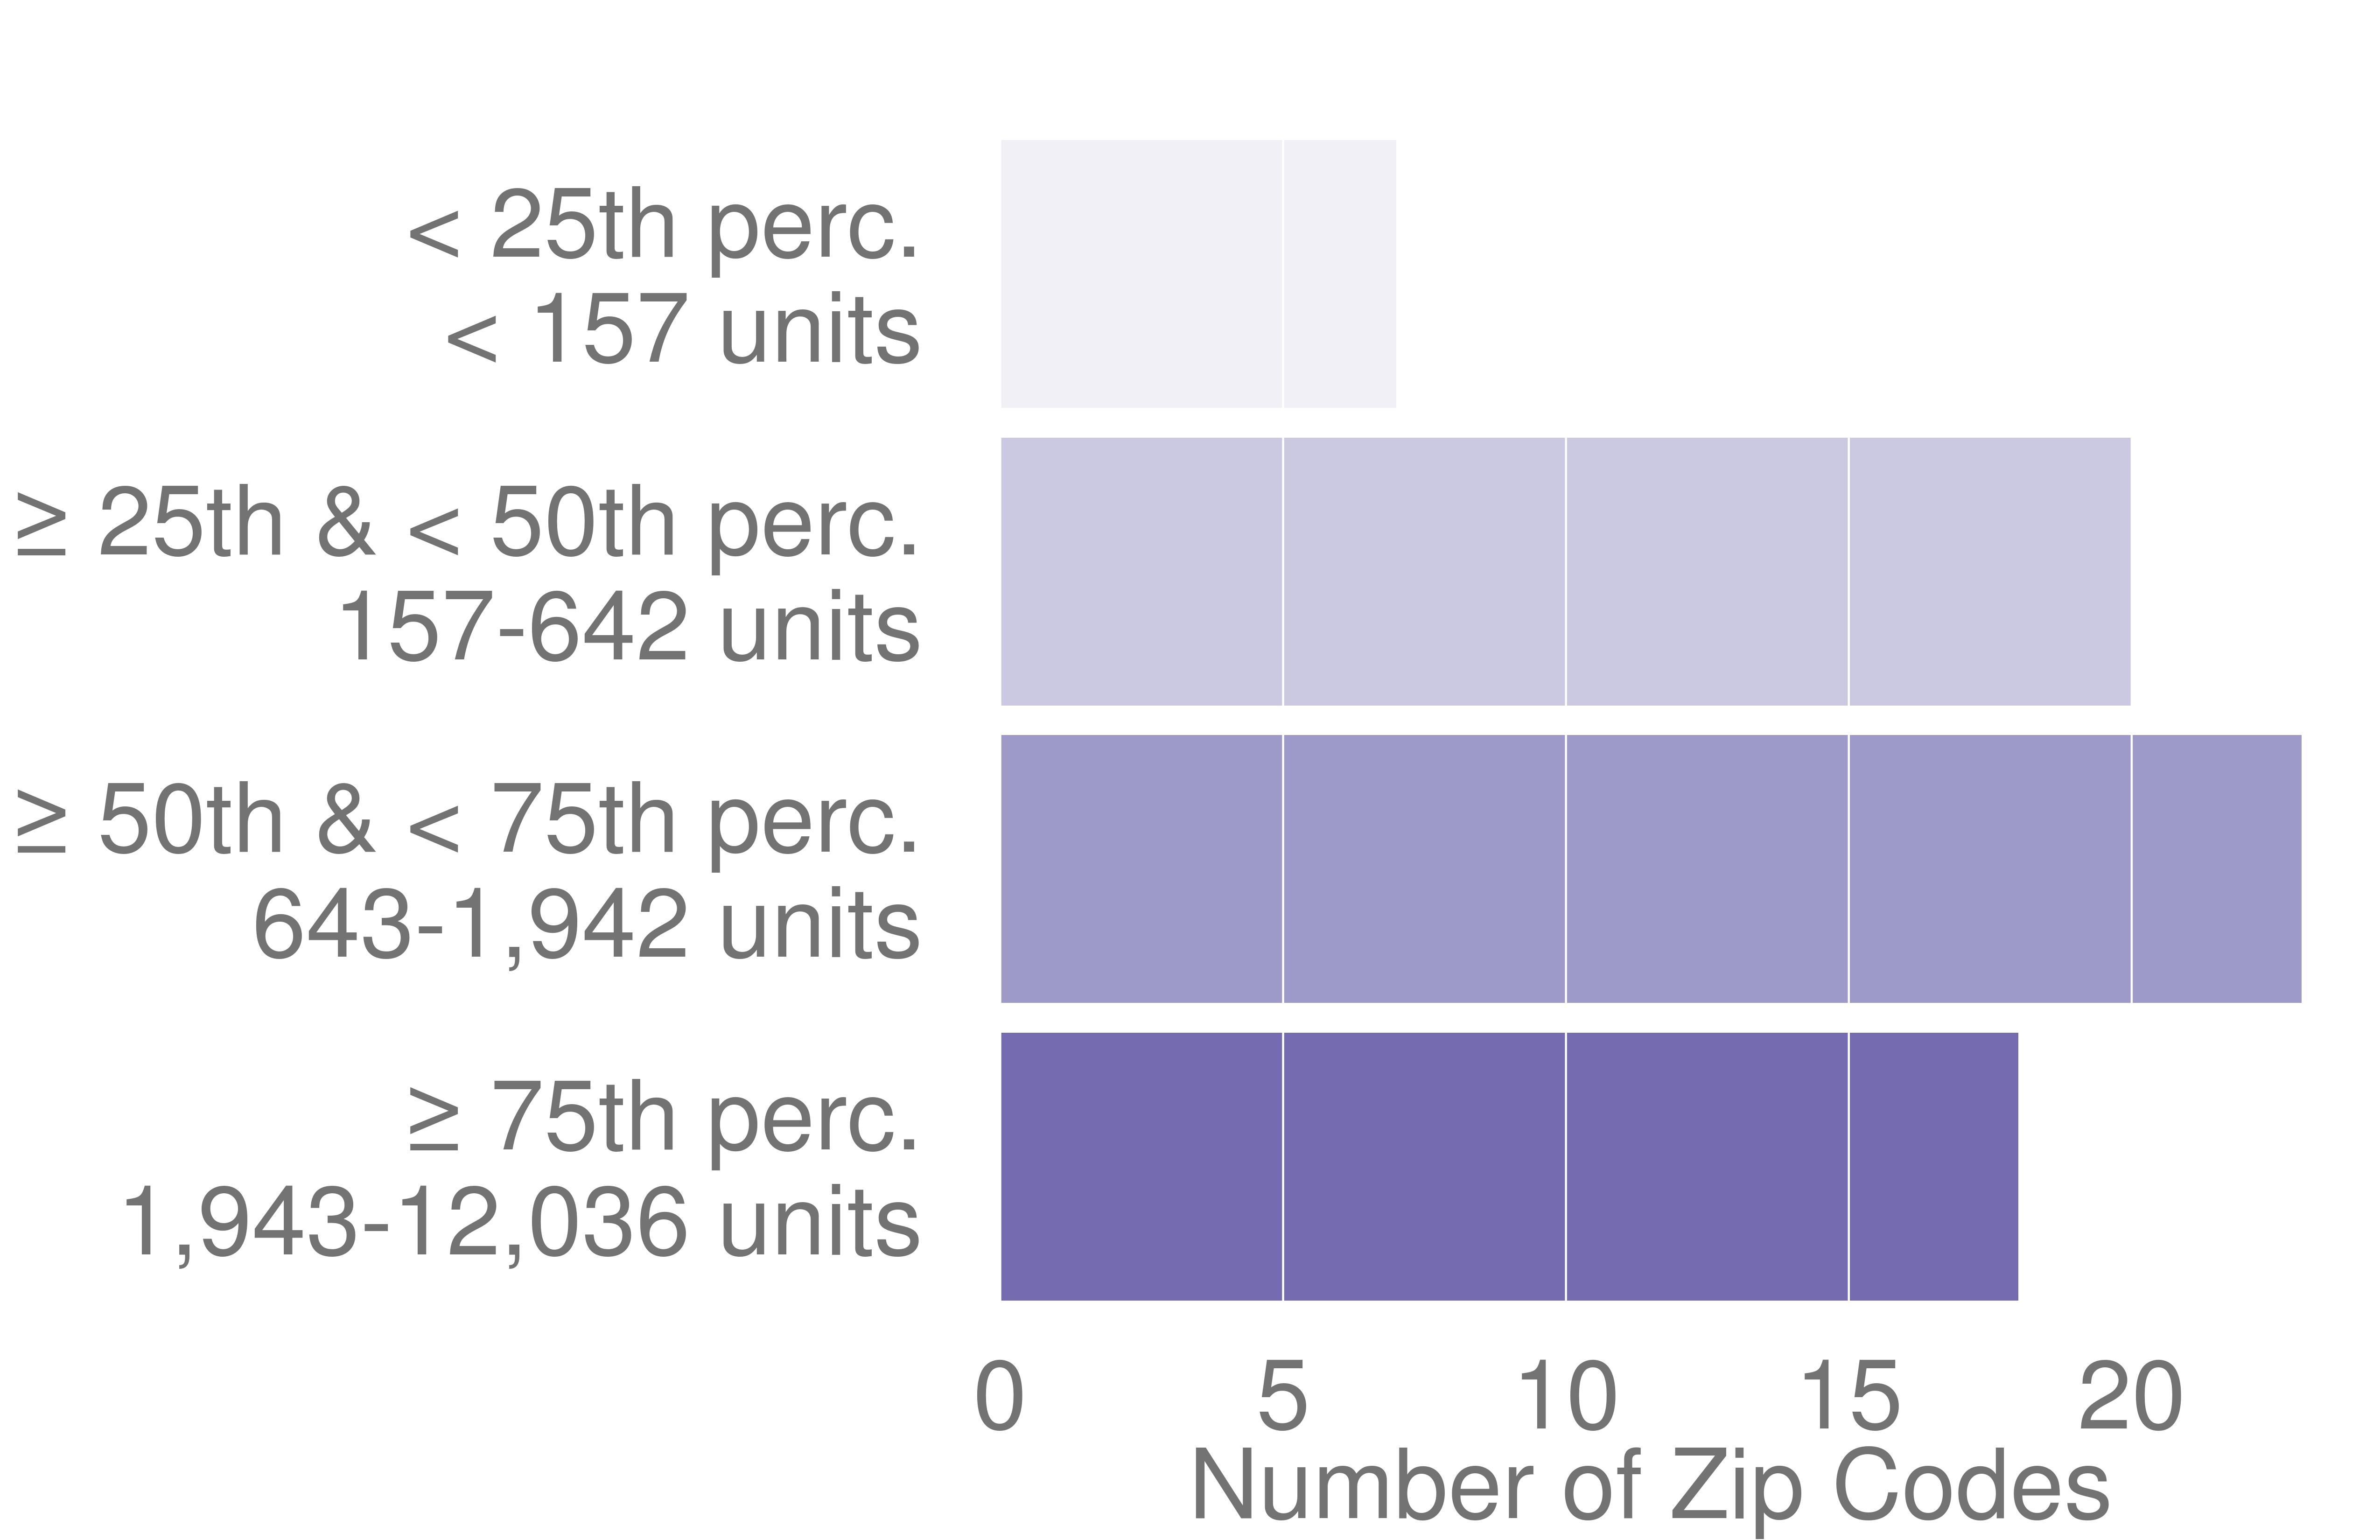 < 25th perc.
< 157 units
≥ 25th & < 50th perc.
157-642 units
≥ 50th & < 75th perc.
643-1,942 units
≥ 75th perc.
1,943-12,036 units
0 5 10 15 20
Number of Zip Codes